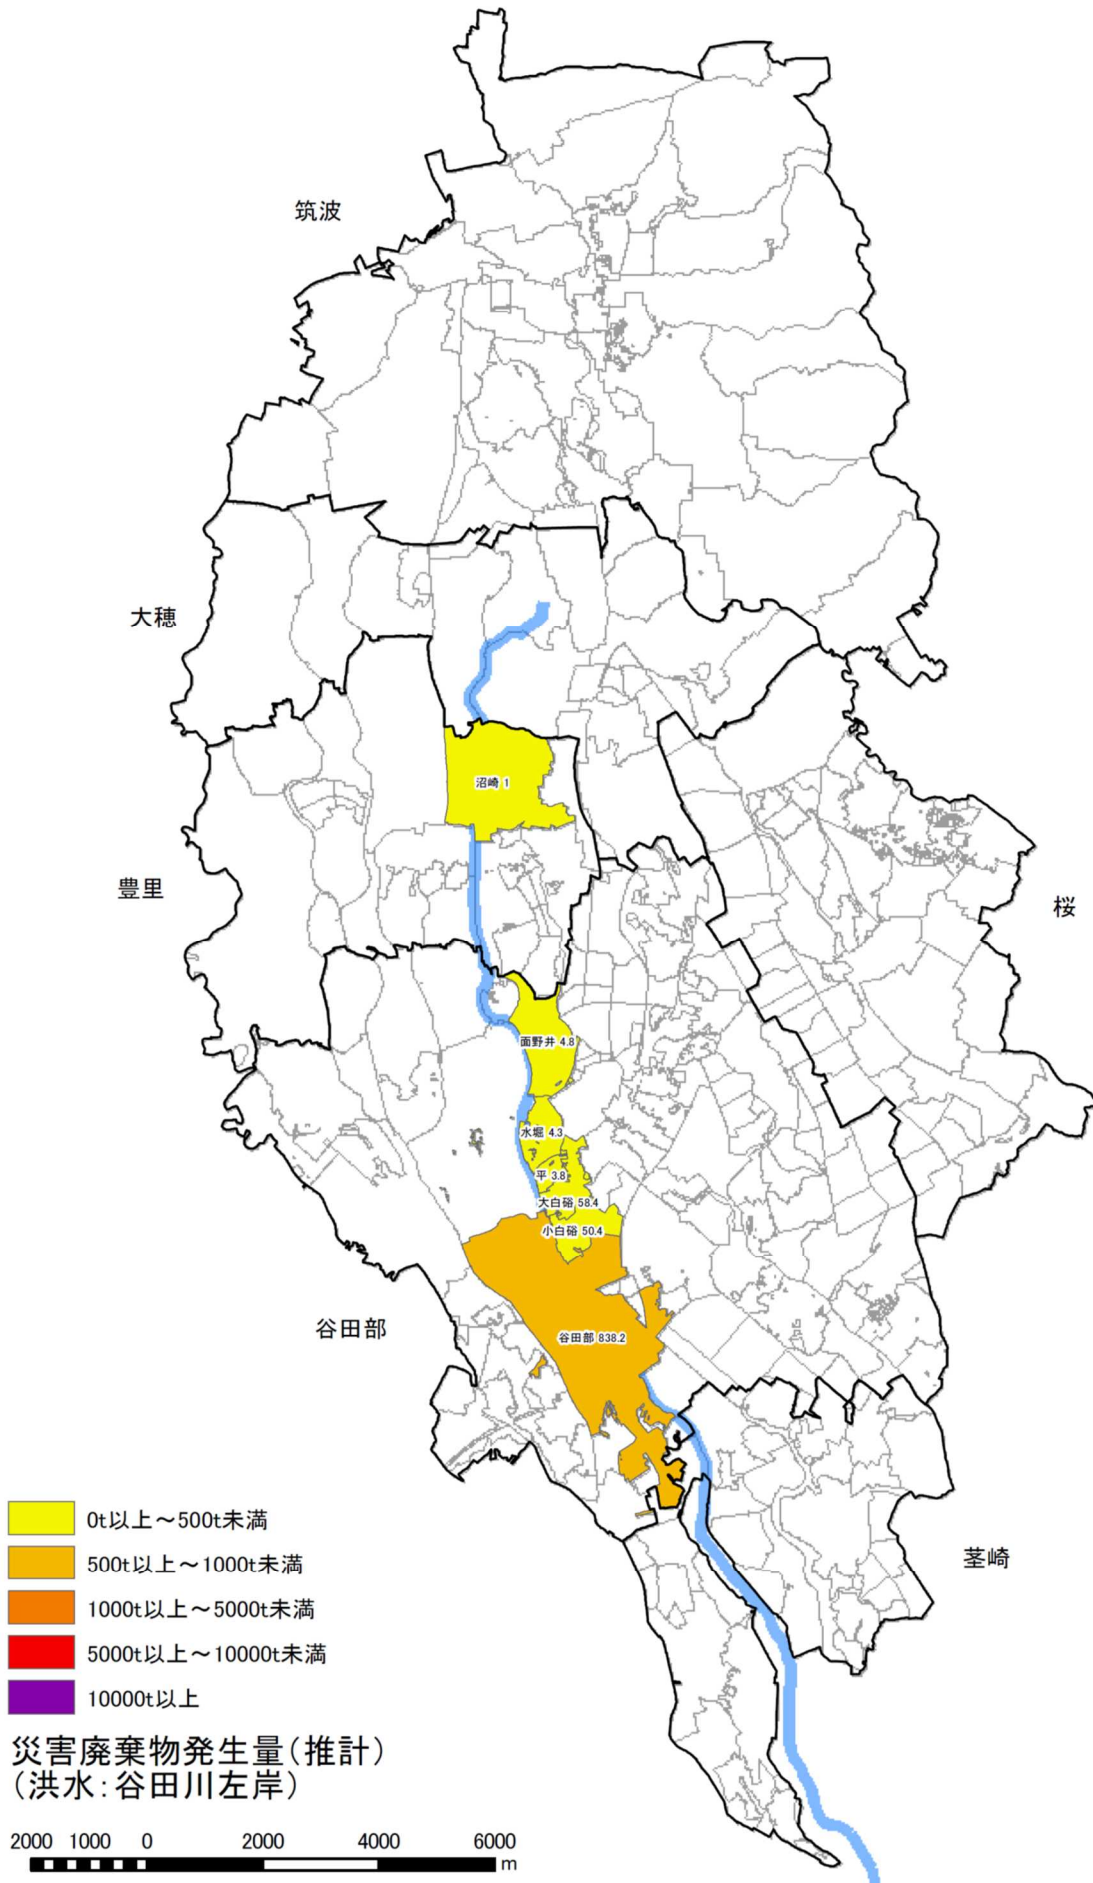 筑波
大穂
沼崎 1
豊里
桜
面野井 4.8
水堀 4.3
平 3.8
大白硲 58.4
小白硲 50.4
谷田部
谷田部 838.2
茎崎
0t以上～500t未満
500t以上～1000t未満
1000t以上～5000t未満
5000t以上～10000t未満
10000t以上
災害廃棄物発生量(推計)
(洪水:谷田川左岸)
2000 1000 0 2000 4000 6000
m